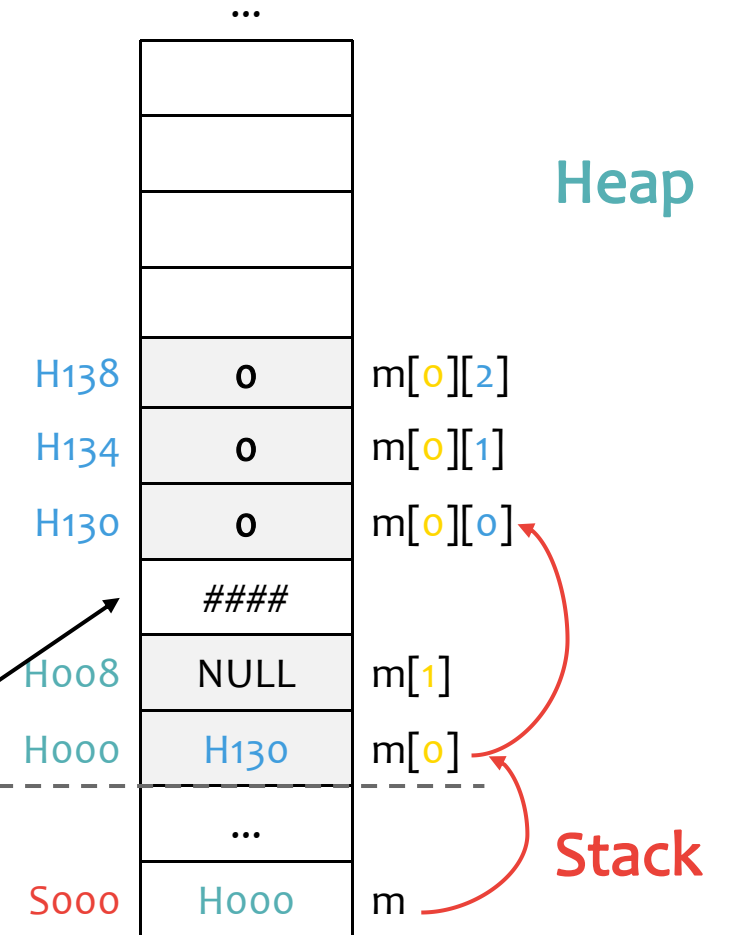 ...
Heap
H138 0 m[0][2]
H134 0 m[0][1]
H130 0 m[0][0]
####
H008 NULL m[1]
H000 H130 m[0]
...
Stack
S000 H000 m